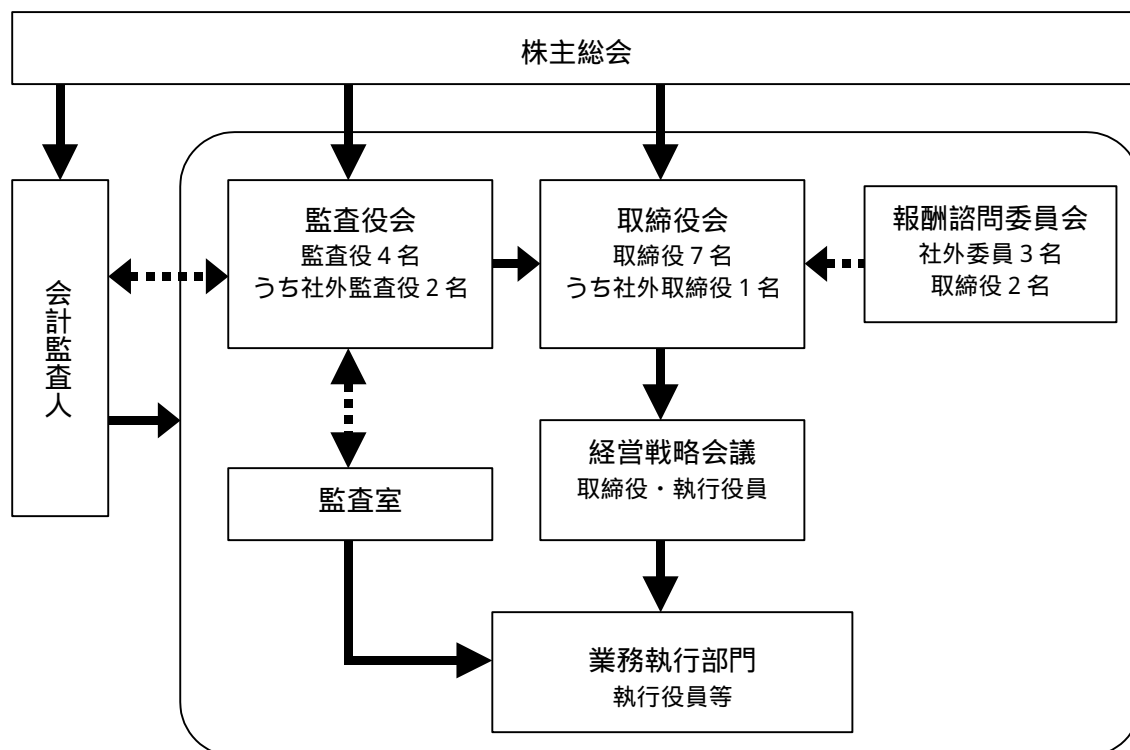 株主総会
監査役会
監査役4名
うち社外監査役2名
取締役会
取締役7名
うち社外取締役1名
報酬諮問委員会
社外委員3名
取締役2名
会計監査人
経営戦略会議
取締役・執行役員
監査室
業務執行部門
執行役員等